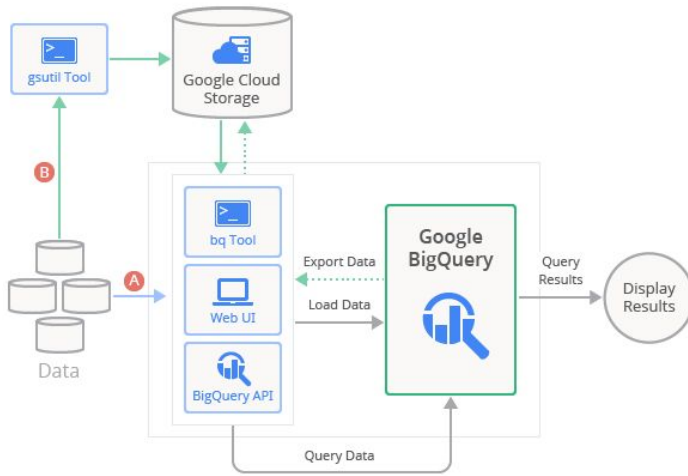 gsutil Tool
Google Cloud
Storage
B
bq Tool
Google
BigQuery
Export Data
Query
Results
A
Display
Results
Web UI
Load Data
Data
BigQuery API
Query Data